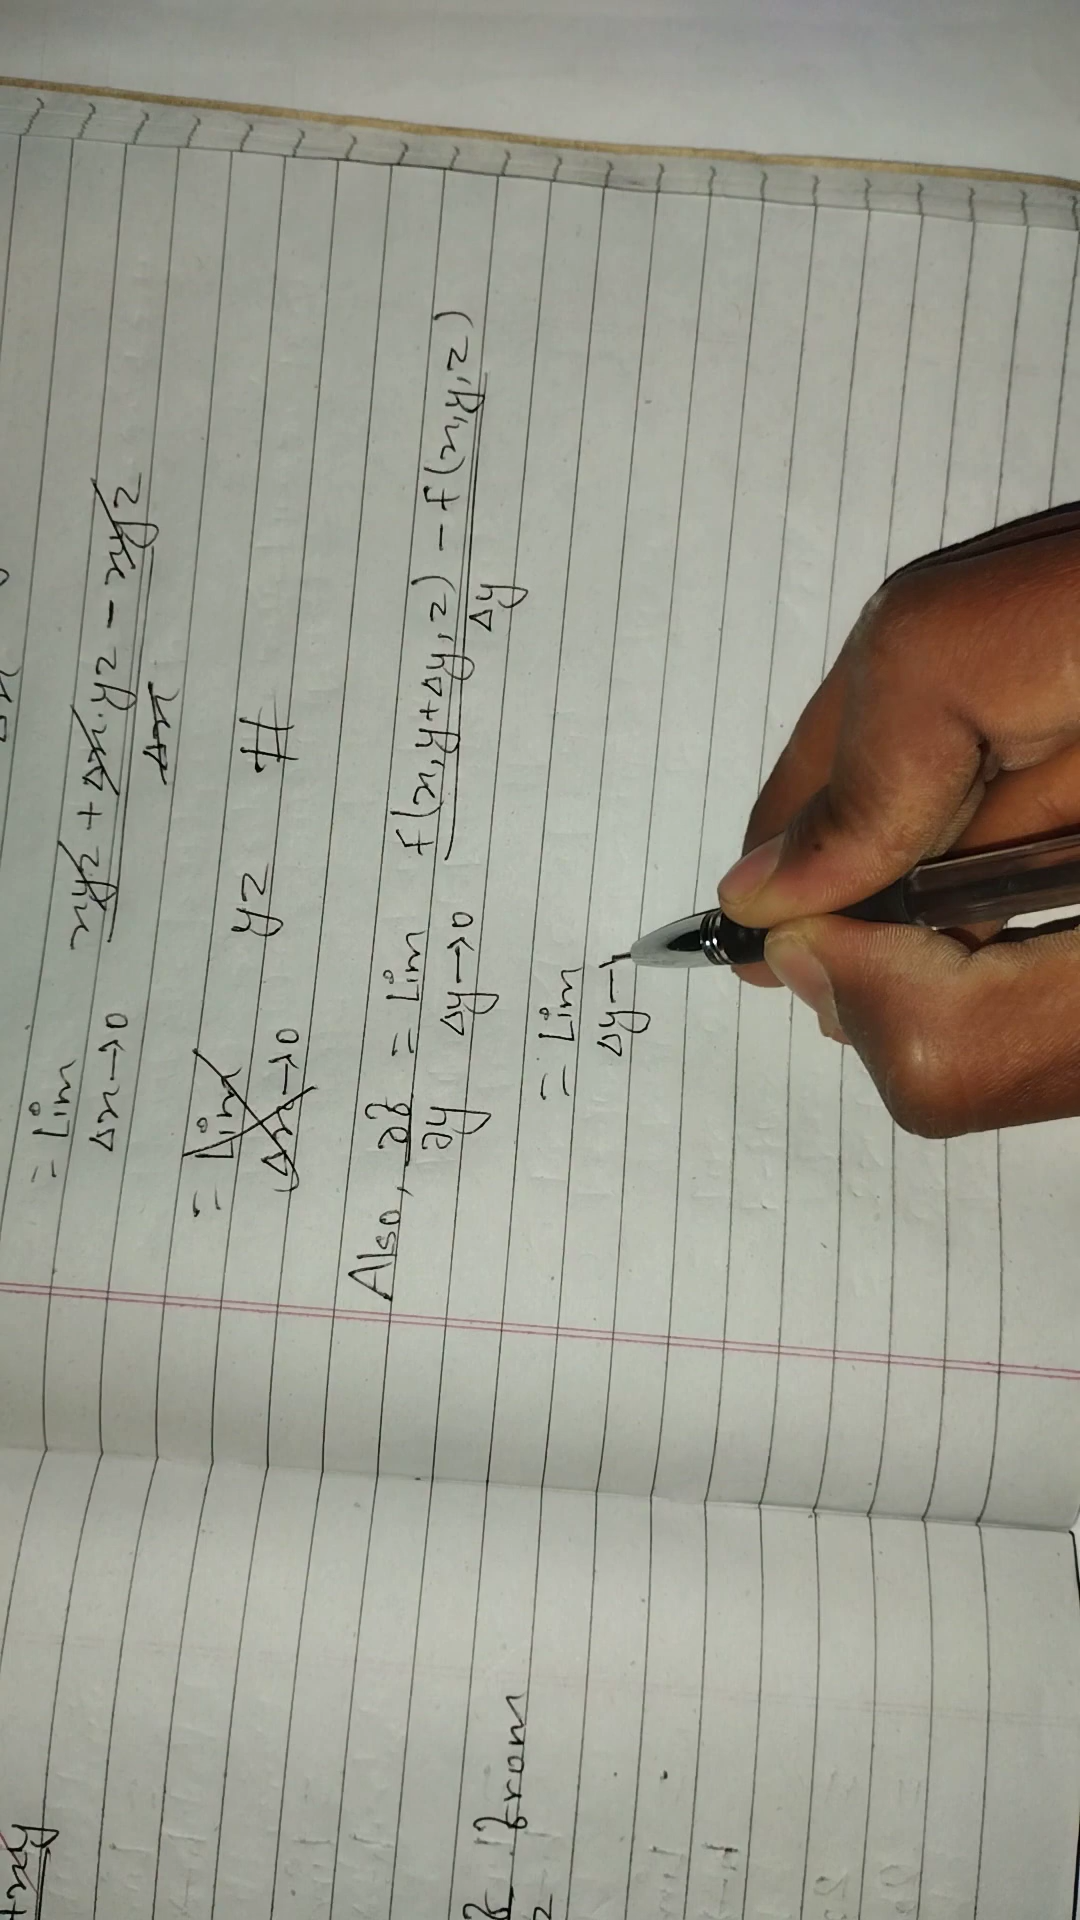 = Lim xyz + Δx.yz - xyz
Δx→0 Δx
= Lim yz #
Δx→0
Also, ∂f = Lim f(x,y+Δy,z) - f(x,y,z)
∂y Δy→0 Δy
= Lim
Δy→
from